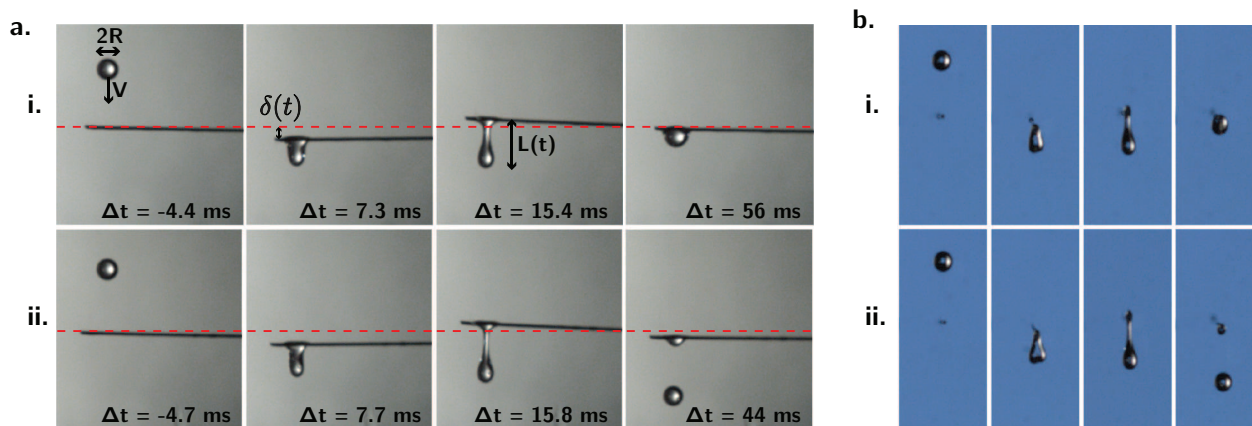 a.
b.
i.
2R
V
δ(t)
L(t)
Δt = -4.4 ms
Δt = 7.3 ms
Δt = 15.4 ms
Δt = 56 ms
i.
ii.
Δt = -4.7 ms
Δt = 7.7 ms
Δt = 15.8 ms
Δt = 44 ms
ii.